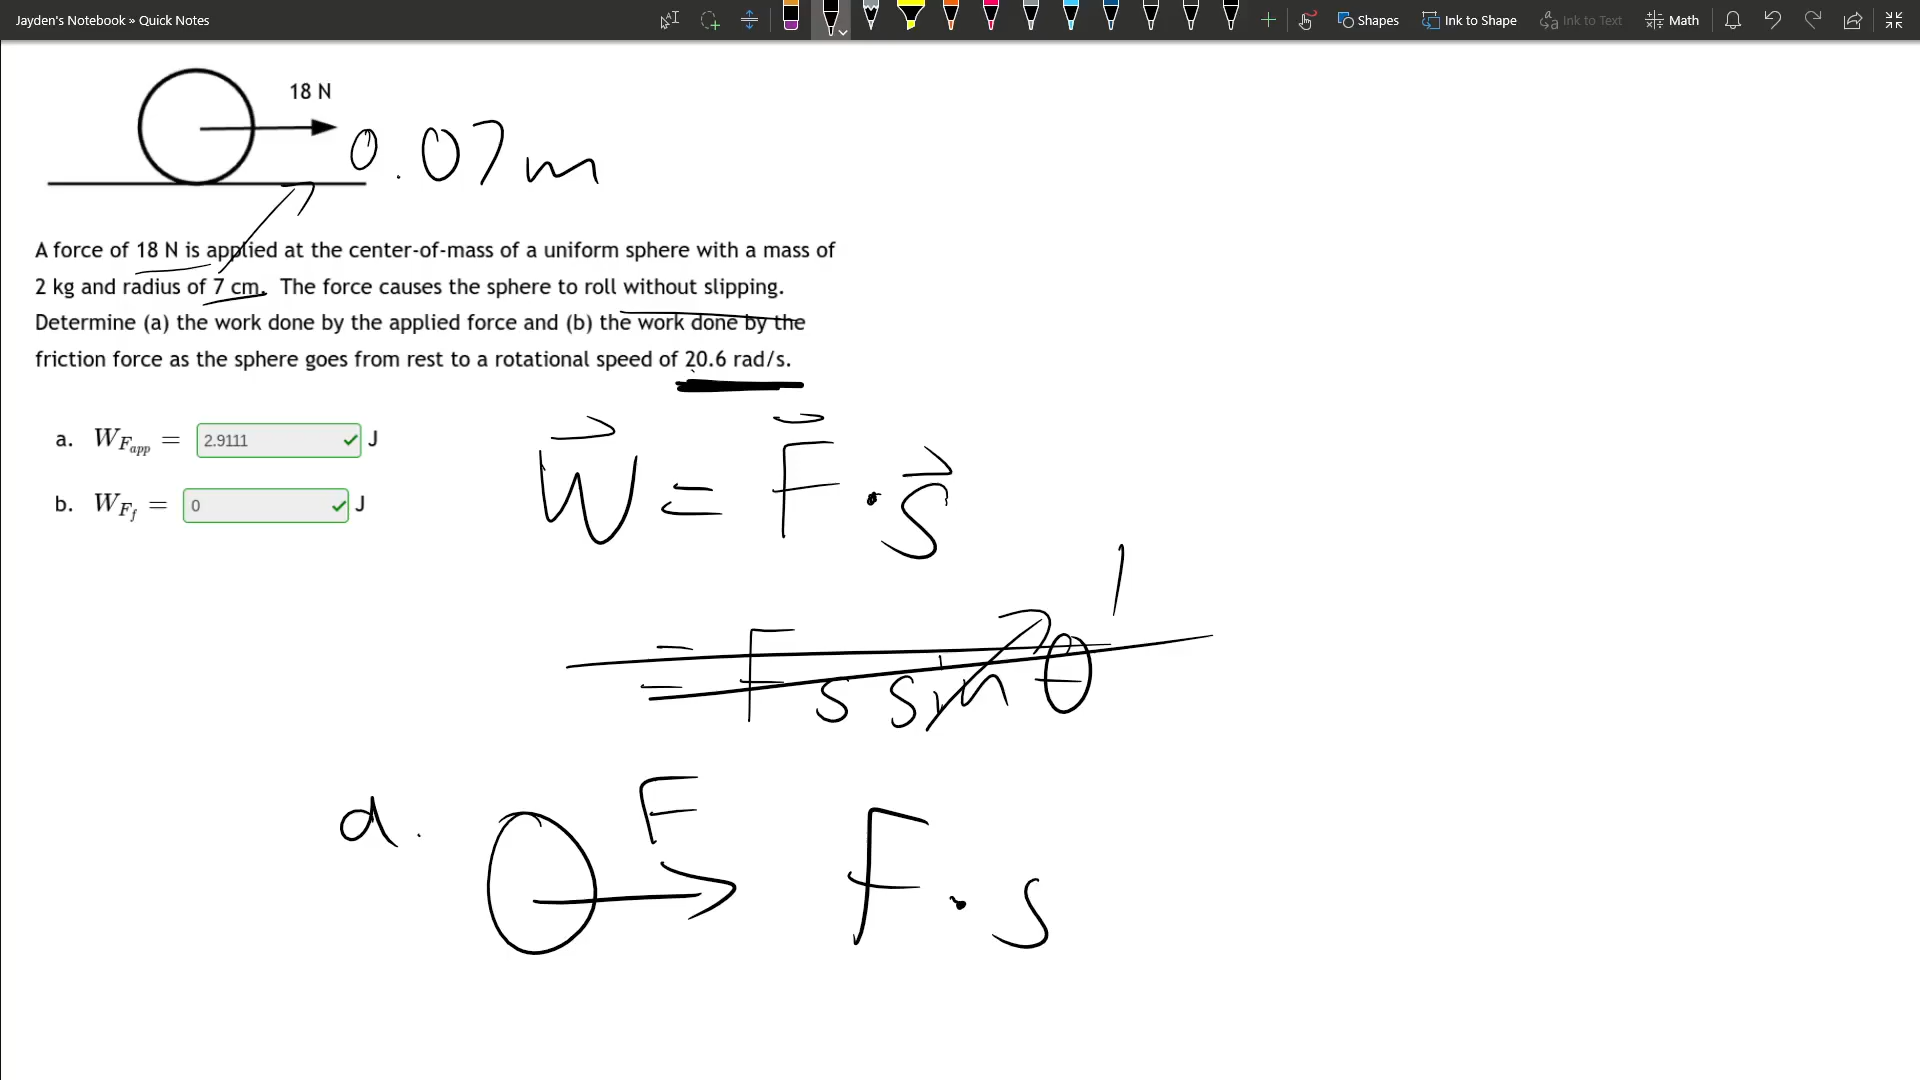 Jayden's Notebook » Quick Notes
Shapes
Ink to Shape
Ink to Text
Math
18 N
0.07 m
A force of 18 N is applied at the center-of-mass of a uniform sphere with a mass of
2 kg and radius of 7 cm. The force causes the sphere to roll without slipping.
Determine (a) the work done by the applied force and (b) the work done by the
friction force as the sphere goes from rest to a rotational speed of 20.6 rad/s.
a. W_{F_{app}} = 2.9111 J
b. W_{F_f} = 0 J
W = F · s
1
= F s sin θ
a.
F
F · s